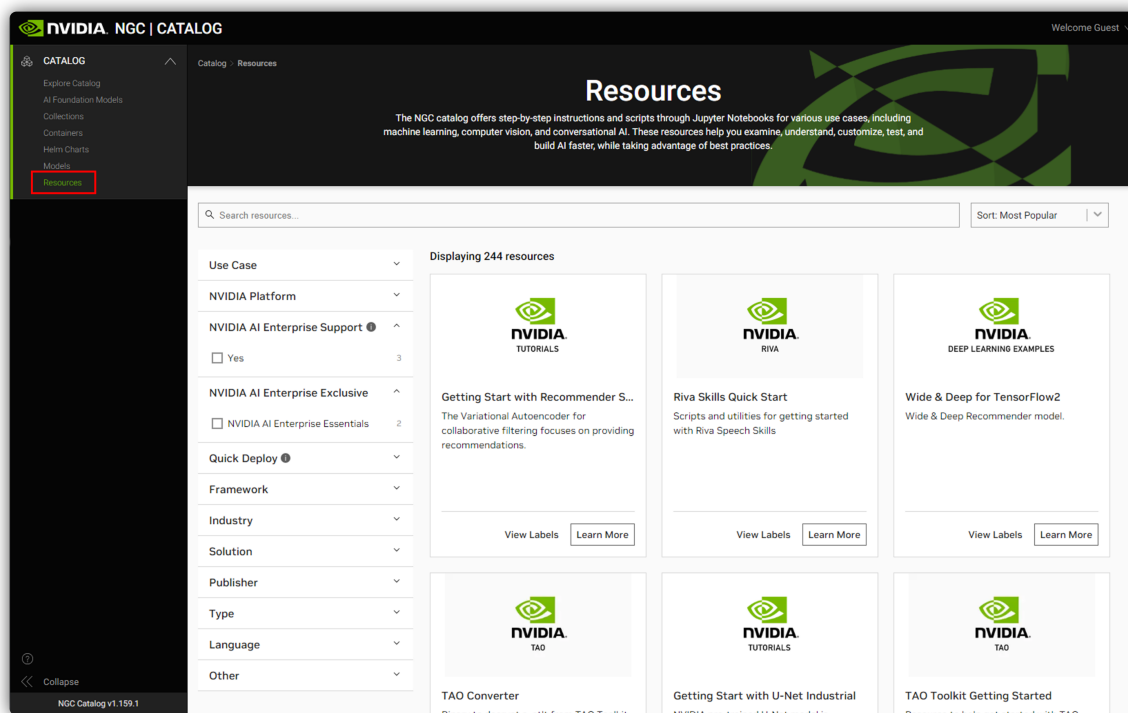 NVIDIA. NGC | CATALOG
Welcome Guest
CATALOG
Explore Catalog
AI Foundation Models
Collections
Containers
Helm Charts
Models
Resources
Collapse
NGC Catalog v1.159.1
Catalog > Resources
Resources
The NGC catalog offers step-by-step instructions and scripts through Jupyter Notebooks for various use cases, including
machine learning, computer vision, and conversational AI. These resources help you examine, understand, customize, test, and
build AI faster, while taking advantage of best practices.
Search resources...
Sort: Most Popular
Use Case
NVIDIA Platform
NVIDIA AI Enterprise Support
Yes 3
NVIDIA AI Enterprise Exclusive
NVIDIA AI Enterprise Essentials 2
Quick Deploy
Framework
Industry
Solution
Publisher
Type
Language
Other
Displaying 244 resources
NVIDIA.
TUTORIALS
Getting Start with Recommender S...
The Variational Autoencoder for
collaborative filtering focuses on providing
recommendations.
View Labels Learn More
NVIDIA.
RIVA
Riva Skills Quick Start
Scripts and utilities for getting started
with Riva Speech Skills
View Labels Learn More
NVIDIA.
DEEP LEARNING EXAMPLES
Wide & Deep for TensorFlow2
Wide & Deep Recommender model.
View Labels Learn More
NVIDIA.
TAO
TAO Converter
NVIDIA.
TUTORIALS
Getting Start with U-Net Industrial
NVIDIA.
TAO
TAO Toolkit Getting Started